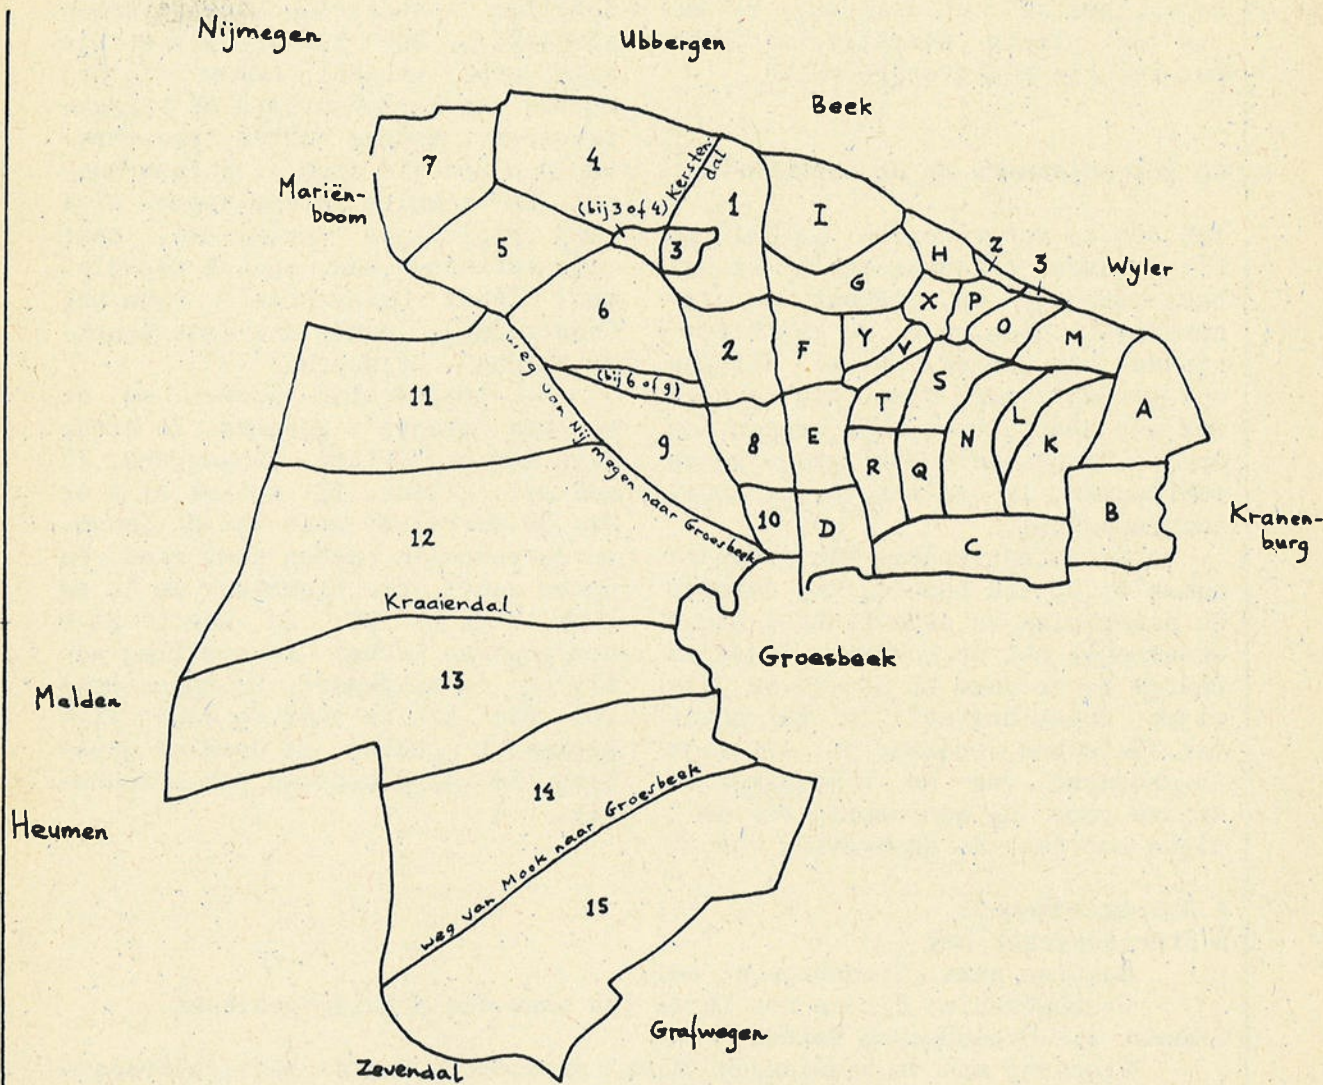 Nijmegen
Ubbergen
Beek
7
4
Kersten-
dal
Mariën-
boom
(bij 3 of 4)
1
I
5
3
H
2
3
Wyler
G
X
P
6
O
2
F
Y
V
M
(bij 6 of 9)
S
11
T
L
A
weg van Nijmegen naar Groesbeek
9
8
E
N
K
R
Q
10
D
B
Kranen-
burg
12
C
Kraaiendal
Groesbeek
13
Malden
14
Heumen
weg van Mook naar Groesbeek
15
Grafwegen
Zevendal